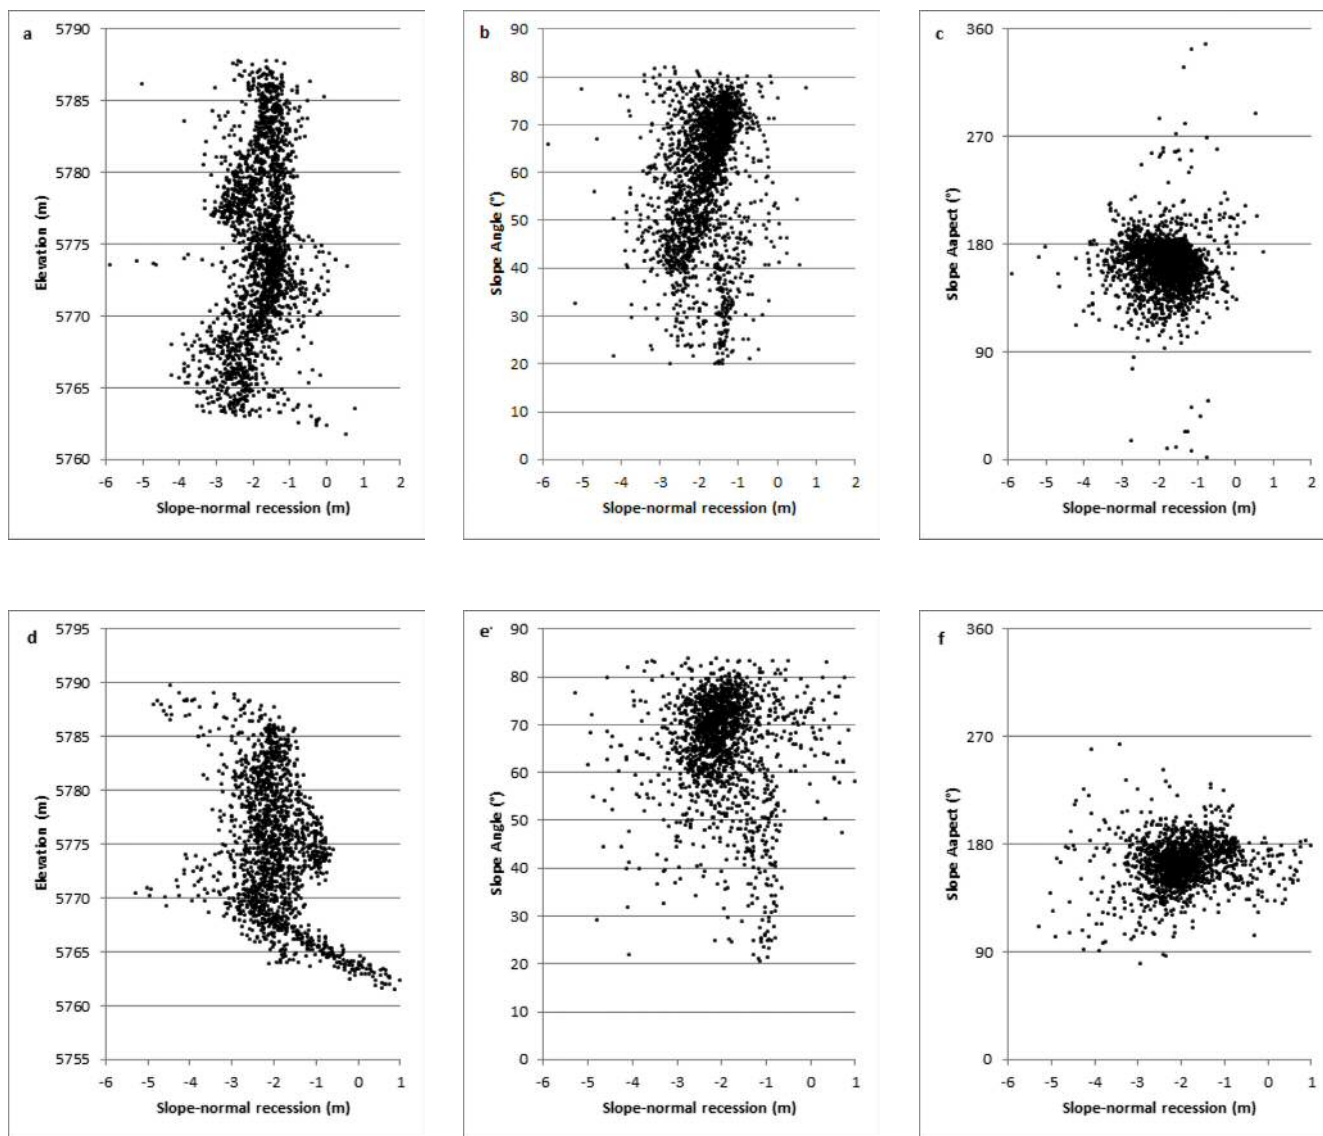 a
5790
5785
5780
5775
5770
5765
5760
Elevation (m)
-6 -5 -4 -3 -2 -1 0 1 2
Slope-normal recession (m)
b
90
80
70
60
50
40
30
20
10
0
Slope Angle (°)
-6 -5 -4 -3 -2 -1 0 1 2
Slope-normal recession (m)
c
360
270
180
90
0
Slope Aapect (°)
-6 -5 -4 -3 -2 -1 0 1 2
Slope-normal recession (m)
d
5795
5790
5785
5780
5775
5770
5765
5760
5755
Elevation (m)
-6 -5 -4 -3 -2 -1 0 1
Slope-normal recession (m)
e
90
80
70
60
50
40
30
20
10
0
Slope Angle (°)
-6 -5 -4 -3 -2 -1 0 1
Slope-normal recession (m)
f
360
270
180
90
0
Slope Aapect (°)
-6 -5 -4 -3 -2 -1 0 1
Slope-normal recession (m)